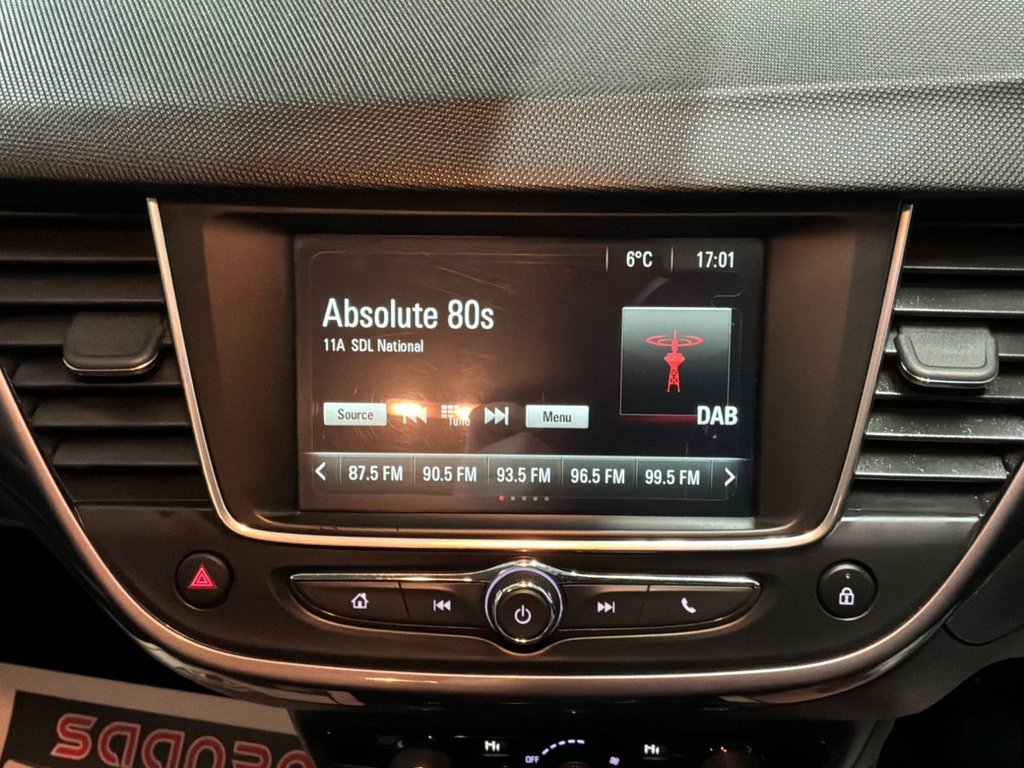 6°C 17:01
Absolute 80s
11A SDL National
Source Tune Menu
DAB
87.5 FM 90.5 FM 93.5 FM 96.5 FM 99.5 FM
OFF